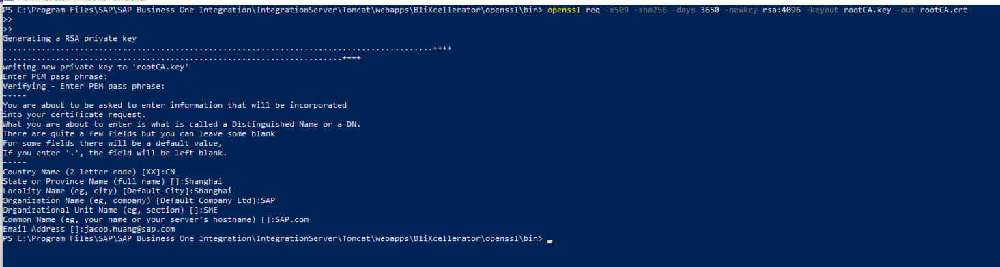 PS C:\Program Files\SAP\SAP Business One Integration\IntegrationServer\Tomcat\webapps\B1iXcellerator\openssl\bin> openssl req -x509 -sha256 -days 3650 -newkey rsa:4096 -keyout rootCA.key -out rootCA.crt
>>
>>
Generating a RSA private key
..............................................................................................++++
..........................................................................++++
writing new private key to 'rootCA.key'
Enter PEM pass phrase:
Verifying - Enter PEM pass phrase:
-----
You are about to be asked to enter information that will be incorporated
into your certificate request.
What you are about to enter is what is called a Distinguished Name or a DN.
There are quite a few fields but you can leave some blank
For some fields there will be a default value,
If you enter '.', the field will be left blank.
-----
Country Name (2 letter code) [XX]:CN
State or Province Name (full name) []:Shanghai
Locality Name (eg, city) [Default City]:Shanghai
Organization Name (eg, company) [Default Company Ltd]:SAP
Organizational Unit Name (eg, section) []:SME
Common Name (eg, your name or your server's hostname) []:SAP.com
Email Address []:jacob.huang@sap.com
PS C:\Program Files\SAP\SAP Business One Integration\IntegrationServer\Tomcat\webapps\B1iXcellerator\openssl\bin>